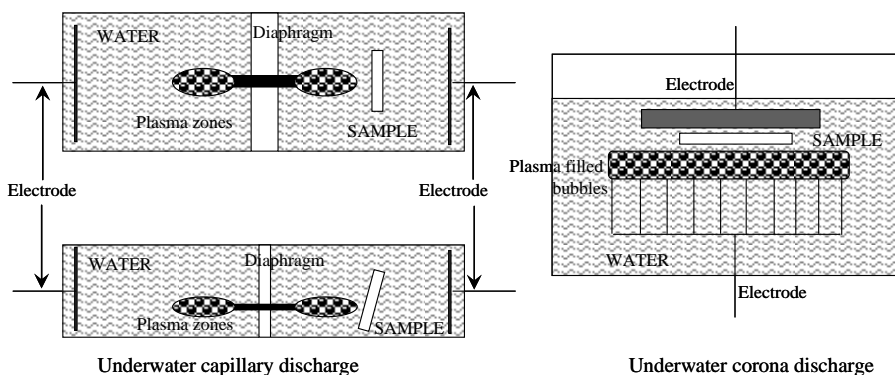 WATER
Diaphragm
Plasma zones
SAMPLE
Electrode
Electrode
WATER
Diaphragm
Plasma zones
SAMPLE
Underwater capillary discharge
Electrode
SAMPLE
Plasma filled
bubbles
WATER
Electrode
Underwater corona discharge